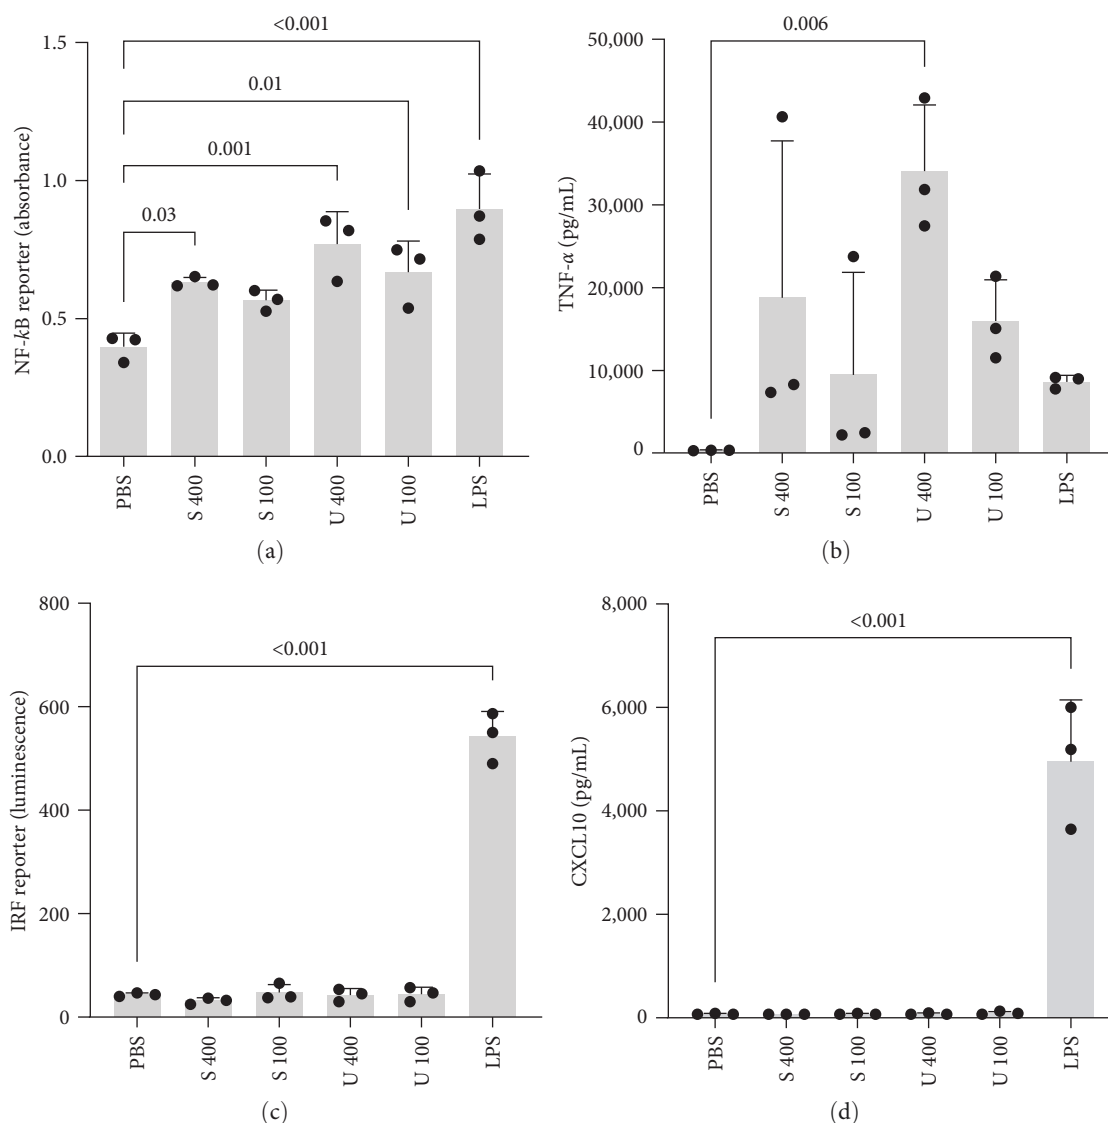 <0.001
0.01
0.001
0.03
1.5
1.0
0.5
0.0
NF-kB reporter (absorbance)
PBS
S 400
S 100
U 400
U 100
LPS
(a)
0.006
50,000
40,000
30,000
20,000
10,000
0
TNF-α (pg/mL)
PBS
S 400
S 100
U 400
U 100
LPS
(b)
<0.001
800
600
400
200
0
IRF reporter (luminescence)
PBS
S 400
S 100
U 400
U 100
LPS
(c)
<0.001
8,000
6,000
4,000
2,000
0
CXCL10 (pg/mL)
PBS
S 400
S 100
U 400
U 100
LPS
(d)